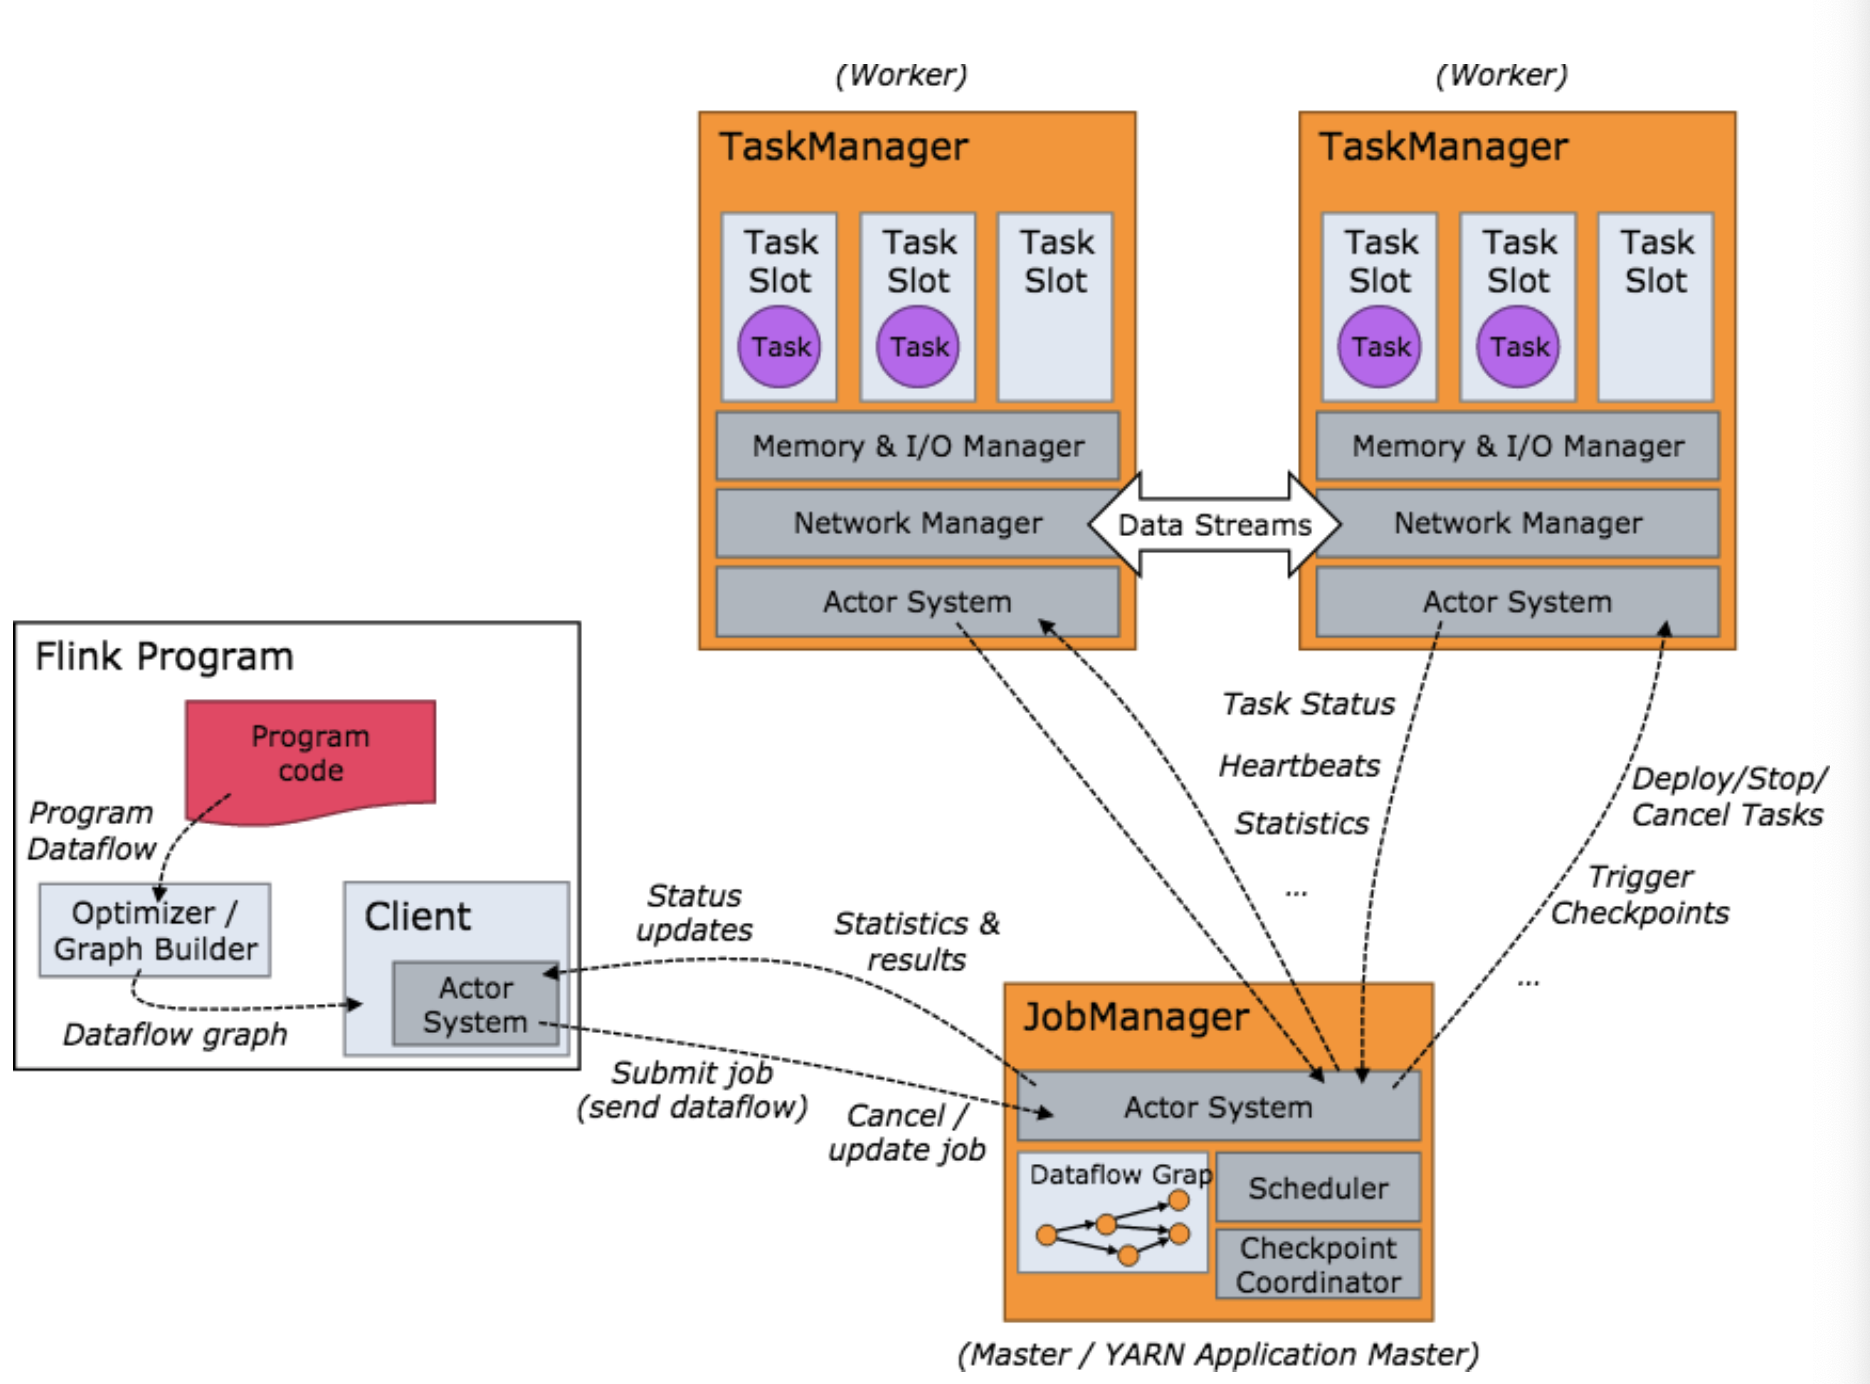 (Worker)
(Worker)
TaskManager
Task
Slot
Task
Task
Slot
Task
Task
Slot
Memory & I/O Manager
Network Manager
Actor System
Data Streams
TaskManager
Task
Slot
Task
Task
Slot
Task
Task
Slot
Memory & I/O Manager
Network Manager
Actor System
Flink Program
Program
code
Program
Dataflow
Optimizer /
Graph Builder
Dataflow graph
Client
Actor
System
Status
updates
Statistics &
results
Submit job
(send dataflow)
Cancel /
update job
Task Status
Heartbeats
Statistics
...
Deploy/Stop/
Cancel Tasks
Trigger
Checkpoints
...
JobManager
Actor System
Dataflow Grap
Scheduler
Checkpoint
Coordinator
(Master / YARN Application Master)